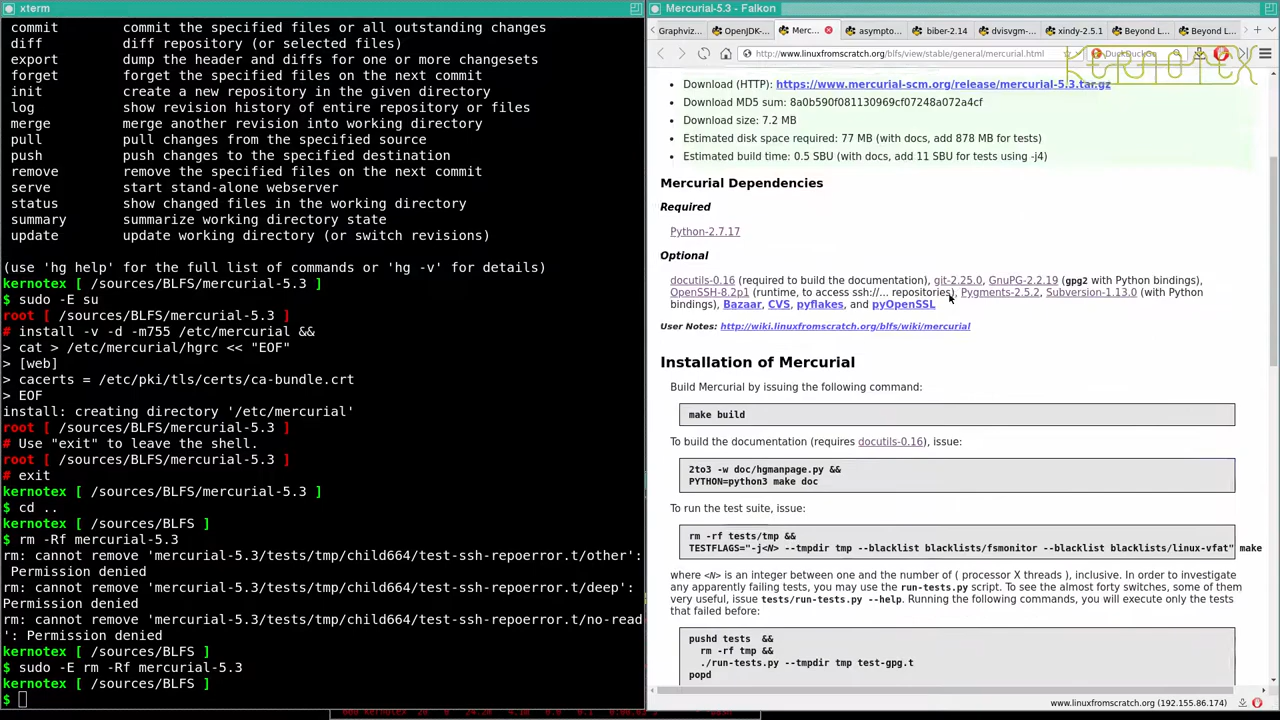 xterm
commit the specified files or all outstanding changes
diff diff repository (or selected files)
export dump the header and diffs for one or more changesets
forget forget the specified files on the next commit
init create a new repository in the given directory
log show revision history of entire repository or files
merge merge another revision into working directory
pull pull changes from the specified source
push push changes to the specified destination
remove remove the specified files on the next commit
serve start stand-alone webserver
status show changed files in the working directory
summary summarize working directory state
update update working directory (or switch revisions)
(use 'hg help' for the full list of commands or 'hg -v' for details)
kernotex [ /sources/BLFS/mercurial-5.3 ]
$ sudo -E su
root [ /sources/BLFS/mercurial-5.3 ]
# install -v -d -m755 /etc/mercurial &&
> cat > /etc/mercurial/hgrc << "EOF"
> [web]
> cacerts = /etc/pki/tls/certs/ca-bundle.crt
> EOF
install: creating directory '/etc/mercurial'
root [ /sources/BLFS/mercurial-5.3 ]
# Use "exit" to leave the shell.
root [ /sources/BLFS/mercurial-5.3 ]
# exit
kernotex [ /sources/BLFS/mercurial-5.3 ]
$ cd ..
kernotex [ /sources/BLFS ]
$ rm -Rf mercurial-5.3
rm: cannot remove 'mercurial-5.3/tests/tmp/child664/test-ssh-repoerror.t/other':
Permission denied
rm: cannot remove 'mercurial-5.3/tests/tmp/child664/test-ssh-repoerror.t/deep':
Permission denied
rm: cannot remove 'mercurial-5.3/tests/tmp/child664/test-ssh-repoerror.t/no-read
': Permission denied
kernotex [ /sources/BLFS ]
$ sudo -E rm -Rf mercurial-5.3
kernotex [ /sources/BLFS ]
$
Mercurial-5.3 - Falkon
Graphviz... OpenJDK-... Merc... asympto... biber-2.14 dvisvgm-... xindy-2.5.1 Beyond L... Beyond L...
http://www.linuxfromscratch.org/blfs/view/stable/general/mercurial.html
KERNOTEX
Download (HTTP): https://www.mercurial-scm.org/release/mercurial-5.3.tar.gz
Download MD5 sum: 8a0b590f081130969cf07248a072a4cf
Download size: 7.2 MB
Estimated disk space required: 77 MB (with docs, add 878 MB for tests)
Estimated build time: 0.5 SBU (with docs, add 11 SBU for tests using -j4)
Mercurial Dependencies
Required
Python-2.7.17
Optional
docutils-0.16 (required to build the documentation), git-2.25.0, GnuPG-2.2.19 (gpg2 with Python bindings),
OpenSSH-8.2p1 (runtime, to access ssh://... repositories), Pygments-2.5.2, Subversion-1.13.0 (with Python
bindings), Bazaar, CVS, pyflakes, and pyOpenSSL
User Notes: http://wiki.linuxfromscratch.org/blfs/wiki/mercurial
Installation of Mercurial
Build Mercurial by issuing the following command:
make build
To build the documentation (requires docutils-0.16), issue:
2to3 -w doc/hgmanpage.py &&
PYTHON=python3 make doc
To run the test suite, issue:
rm -rf tests/tmp &&
TESTFLAGS="-j<N> --tmpdir tmp --blacklist blacklists/fsmonitor --blacklist blacklists/linux-vfat" make
where <N> is an integer between one and the number of ( processor X threads ), inclusive. In order to investigate
any apparently failing tests, you may use the run-tests.py script. To see the almost forty switches, some of them
very useful, issue tests/run-tests.py --help. Running the following commands, you will execute only the tests
that failed before:
pushd tests &&
rm -rf tmp &&
./run-tests.py --tmpdir tmp test-gpg.t
popd
www.linuxfromscratch.org (192.155.86.174)